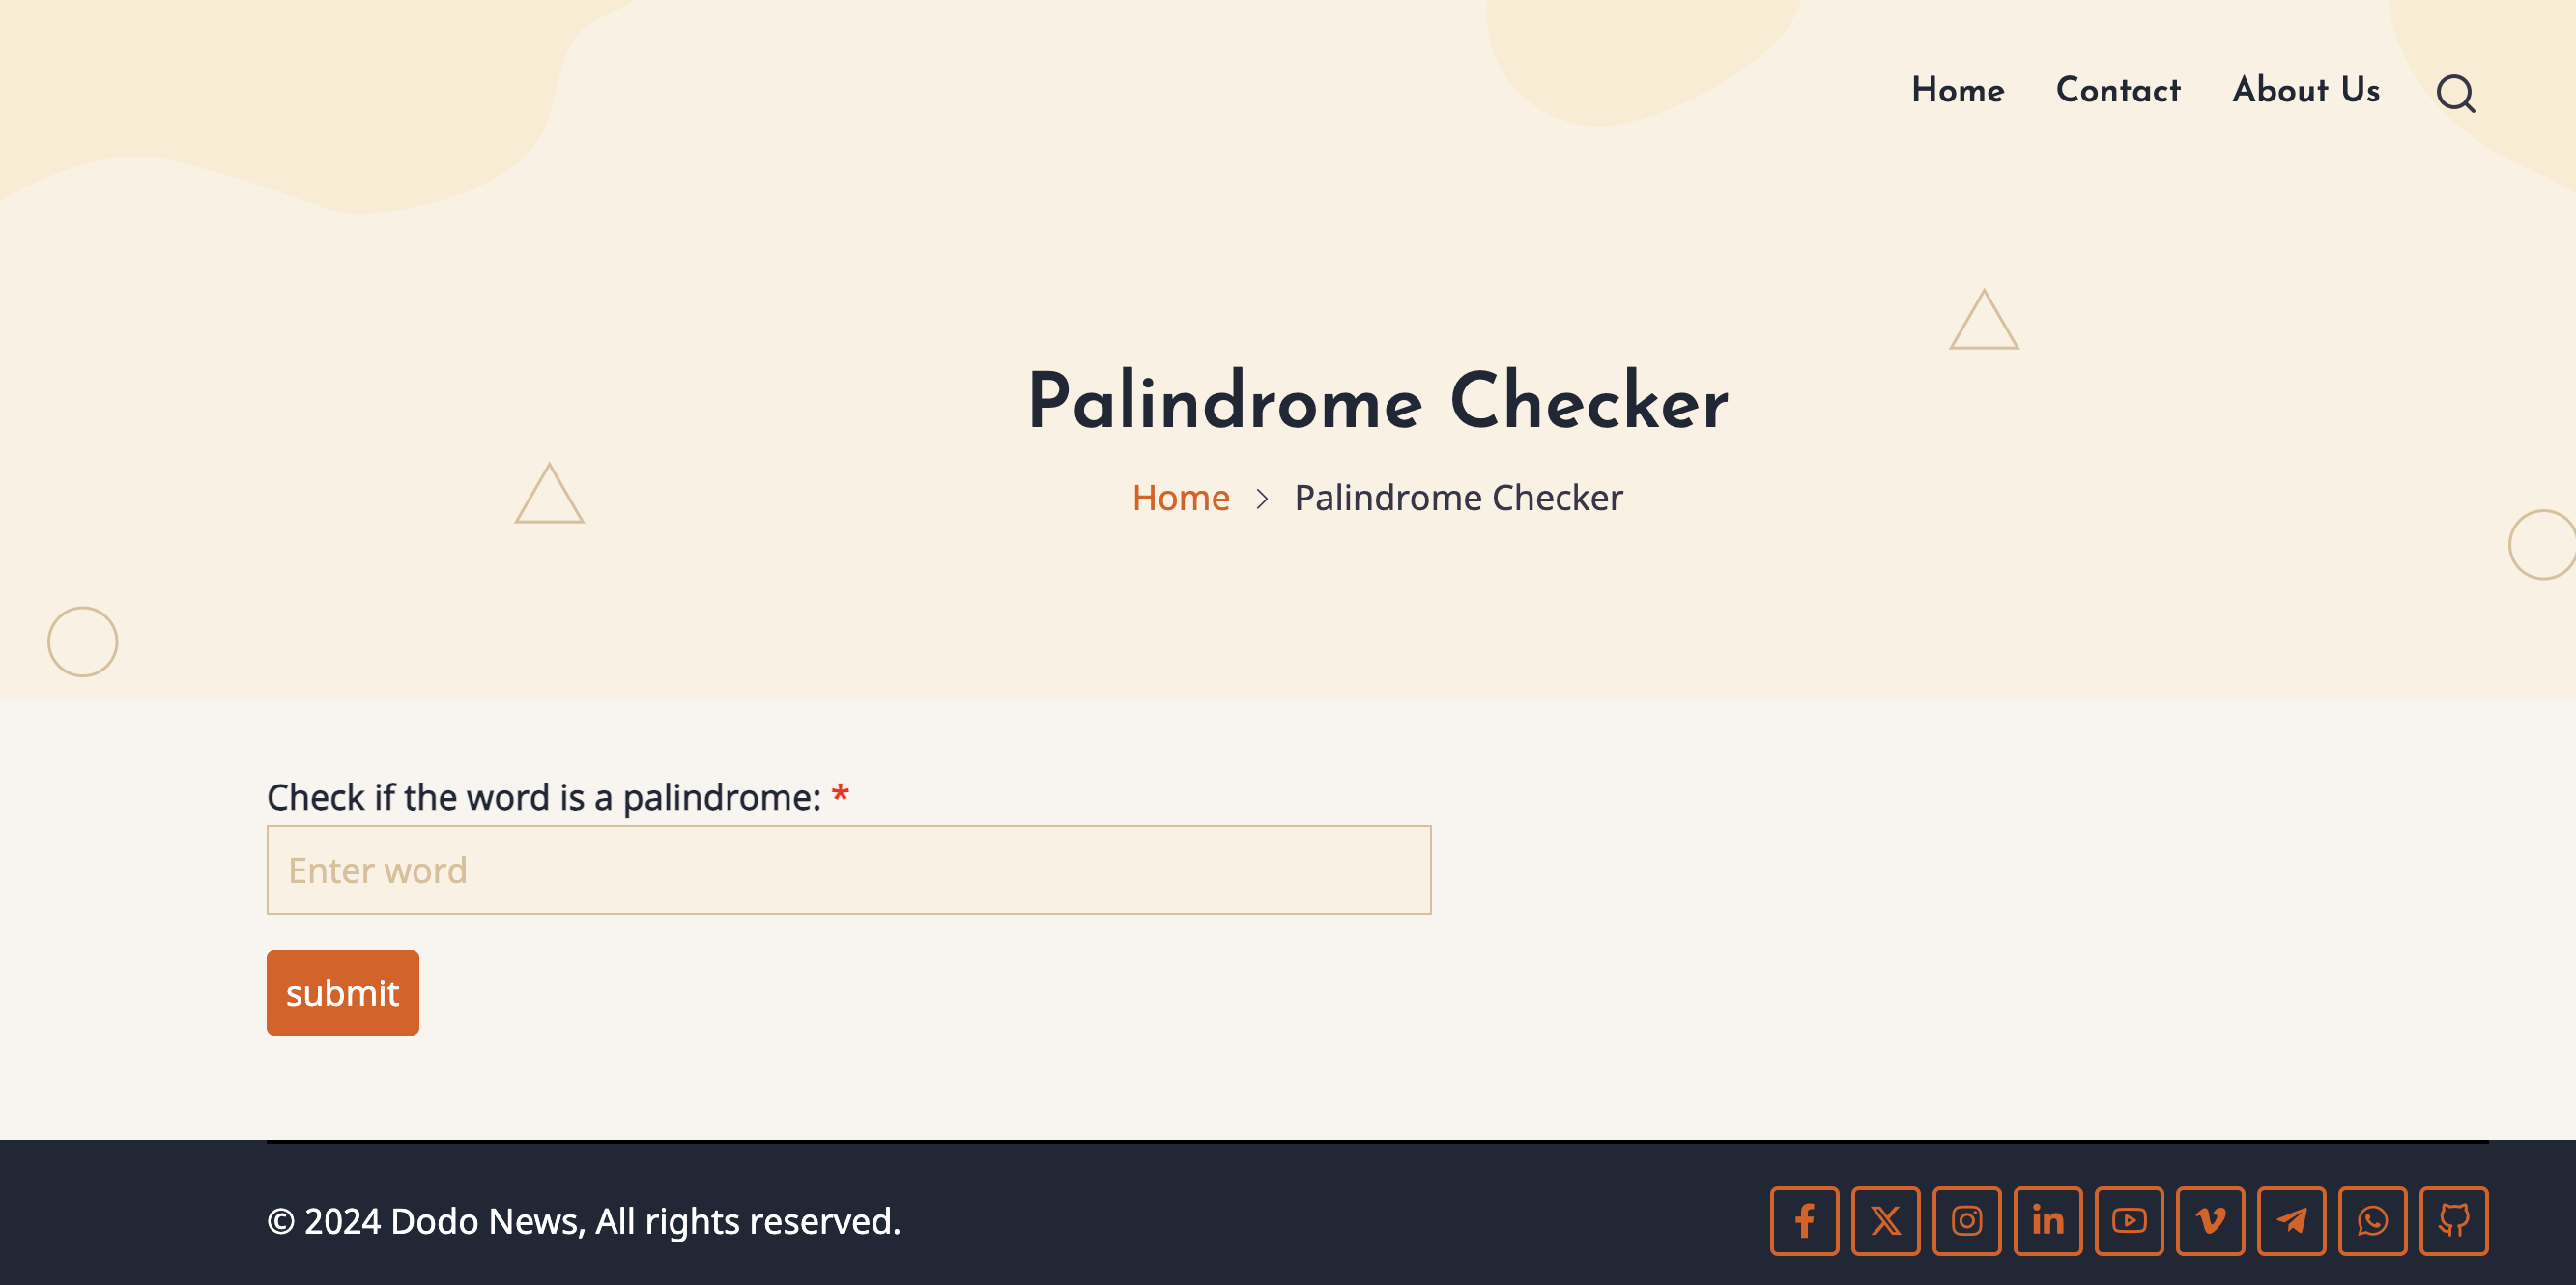 Home Contact About Us
Palindrome Checker
Home > Palindrome Checker
Check if the word is a palindrome: *
Enter word
submit
© 2024 Dodo News, All rights reserved.